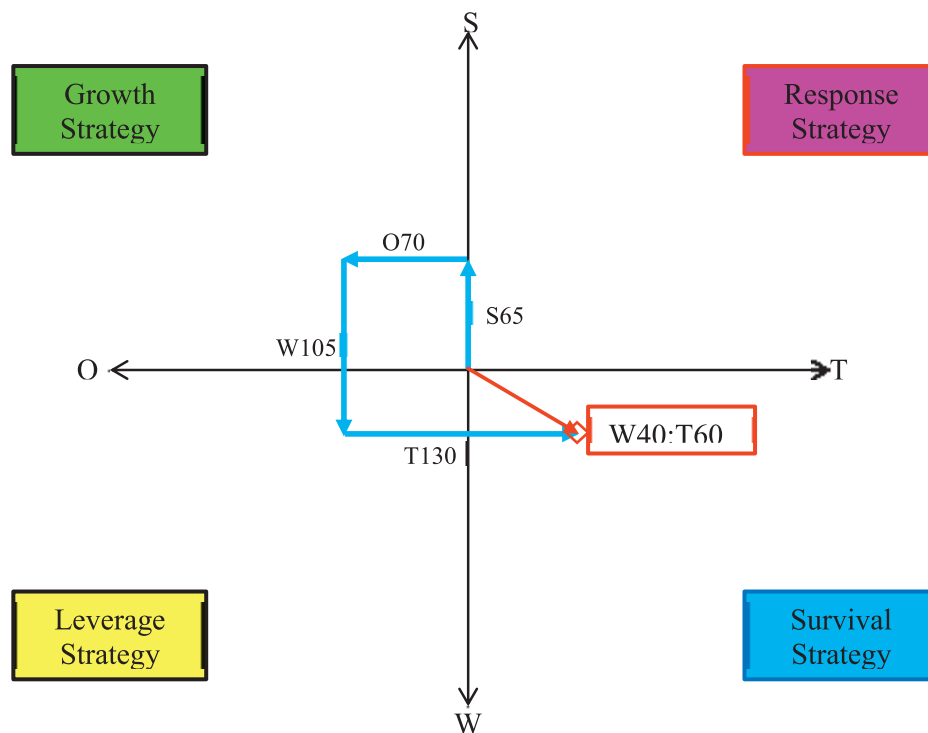 S
Growth
Strategy
Response
Strategy
O70
S65
W105
O
T
W40:T60
T130
Leverage
Strategy
Survival
Strategy
W